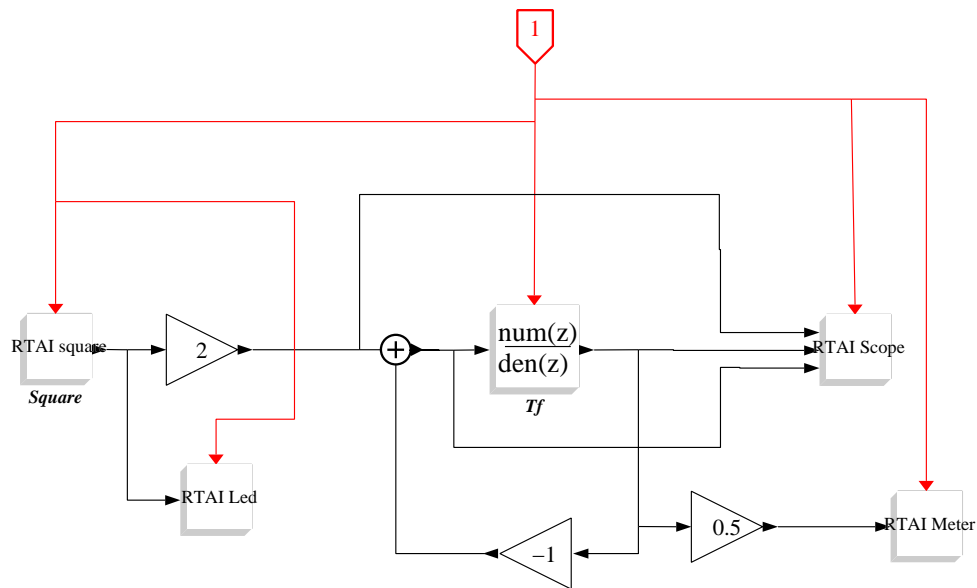 1
RTAI square
Square
2
RTAI Led
+
num(z)
den(z)
Tf
RTAI Scope
−1
0.5
RTAI Meter